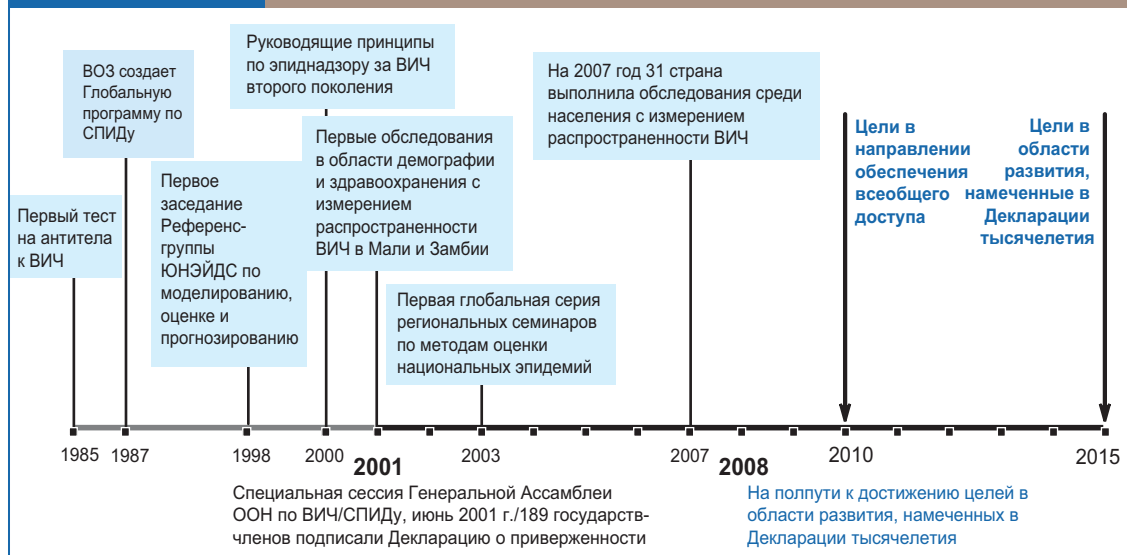 Первый тест
на антитела
к ВИЧ
ВОЗ создает
Глобальную
программу по
СПИДу
Первое
заседание
Референс-
группы
ЮНЭЙДС по
моделированию,
оценке и
прогнозированию
Руководящие принципы
по эпиднадзору за ВИЧ
второго поколения
Первые обследования
в области демографии
и здравоохранения с
измерением
распространенности
ВИЧ в Мали и Замбии
Первая глобальная серия
региональных семинаров
по методам оценки
национальных эпидемий
На 2007 год 31 страна
выполнила обследования среди
населения с измерением
распространенности ВИЧ
Цели в
направлении
обеспечения
всеобщего
доступа
Цели в
области
развития,
намеченные в
Декларации
тысячелетия
1985 1987 1998 2000 2001 2003 2007 2008 2010 2015
Специальная сессия Генеральной Ассамблеи
ООН по ВИЧ/СПИДу, июнь 2001 г./189 государств-
членов подписали Декларацию о приверженности
На полпути к достижению целей в
области развития, намеченных в
Декларации тысячелетия